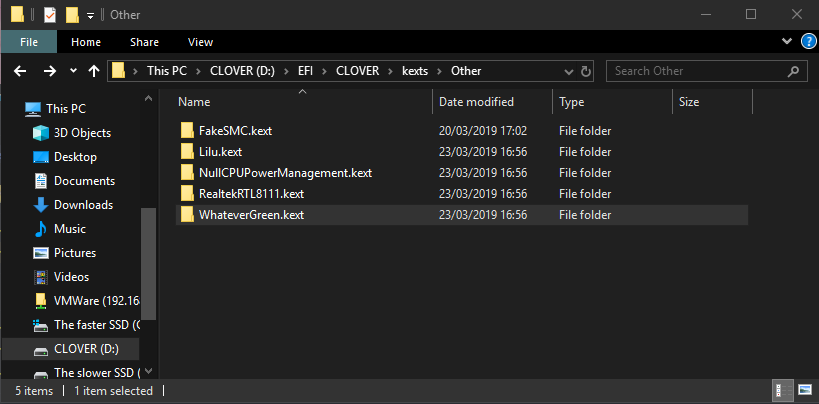 Other
File Home Share View
This PC CLOVER (D:) EFI CLOVER kexts Other Search Other
Name Date modified Type Size
This PC
3D Objects
Desktop
Documents
Downloads
Music
Pictures
Videos
VMWare (192.16
The faster SSD (C
CLOVER (D:)
The slower SSD (
FakeSMC.kext 20/03/2019 17:02 File folder
Lilu.kext 23/03/2019 16:56 File folder
NullCPUPowerManagement.kext 23/03/2019 16:56 File folder
RealtekRTL8111.kext 23/03/2019 16:56 File folder
WhateverGreen.kext 23/03/2019 16:56 File folder
5 items 1 item selected